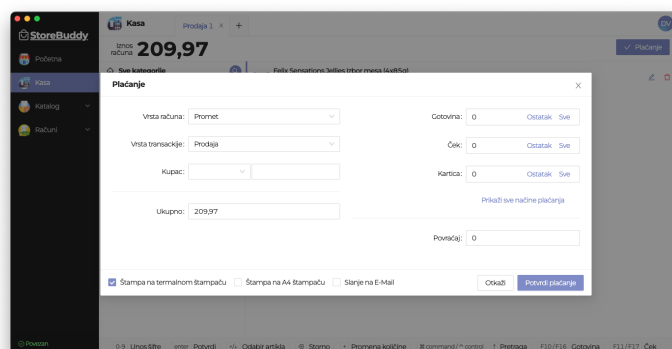 StoreBuddy
Kasa
Prodaja 1 × +
DV
Početna
Kasa
Katalog
Računi
Povezan
Iznos računa 209,97
Plaćanje
Sve kategorije
Felix Sensations Jellies Izbor mesa (4x85g)
Plaćanje
Vrsta računa: Promet
Vrsta transackije: Prodaja
Kupac:
Ukupno: 209,97
Gotovina: 0 Ostatak Sve
Ček: 0 Ostatak Sve
Kartica: 0 Ostatak Sve
Prikaži sve načine plaćanja
Povraćaj: 0
Štampa na termalnom štampaču Štampa na A4 štampaču Slanje na E-Mail
Otkaži Potvrdi plaćanje
0-9 Unos šifre enter Potvrdi +/- Odabir artikla Storno * Promena količine ⌘ command/^ control f Pretraga F10/F16 Gotovina F11/F17 Ček